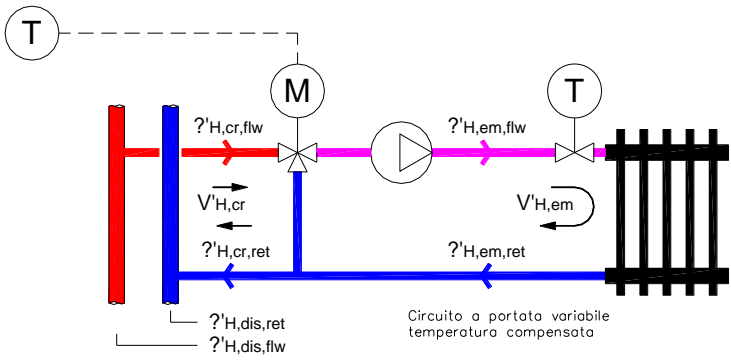 T
M
T
?'H,cr,flw
?'H,em,flw
V'H,cr
V'H,em
?'H,cr,ret
?'H,em,ret
?'H,dis,ret
?'H,dis,flw
Circuito a portata variabile
temperatura compensata